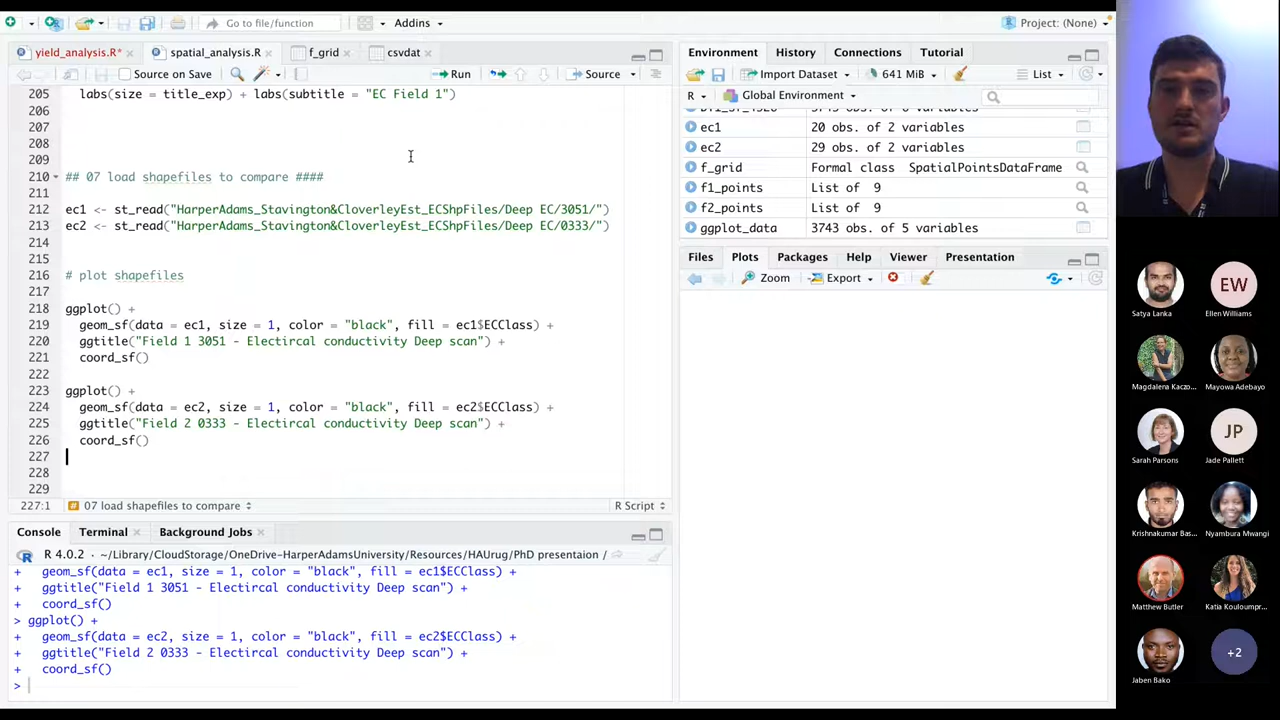 Go to file/function
Addins
Project: (None)
yield_analysis.R*
spatial_analysis.R
f_grid
csvdat
Source on Save
Run
Source
205 labs(size = title_exp) + labs(subtitle = "EC Field 1")
206
207
208
209
210 ## 07 load shapefiles to compare ####
211
212 ec1 <- st_read("HarperAdams_Stavington&CloverleyEst_ECShpFiles/Deep EC/3051/")
213 ec2 <- st_read("HarperAdams_Stavington&CloverleyEst_ECShpFiles/Deep EC/0333/")
214
215
216 # plot shapefiles
217
218 ggplot() +
219 geom_sf(data = ec1, size = 1, color = "black", fill = ec1$ECClass) +
220 ggtitle("Field 1 3051 - Electircal conductivity Deep scan") +
221 coord_sf()
222
223 ggplot() +
224 geom_sf(data = ec2, size = 1, color = "black", fill = ec2$ECClass) +
225 ggtitle("Field 2 0333 - Electircal conductivity Deep scan") +
226 coord_sf()
227
228
229
227:1 # 07 load shapefiles to compare R Script
Console Terminal Background Jobs
R 4.0.2 · ~/Library/CloudStorage/OneDrive-HarperAdamsUniversity/Resources/HAUrug/PhD presentaion /
+ geom_sf(data = ec1, size = 1, color = "black", fill = ec1$ECClass) +
+ ggtitle("Field 1 3051 - Electircal conductivity Deep scan") +
+ coord_sf()
> ggplot() +
+ geom_sf(data = ec2, size = 1, color = "black", fill = ec2$ECClass) +
+ ggtitle("Field 2 0333 - Electircal conductivity Deep scan") +
+ coord_sf()
>
Environment History Connections Tutorial
Import Dataset 641 MiB List
R Global Environment
ec1 20 obs. of 2 variables
ec2 29 obs. of 2 variables
f_grid Formal class SpatialPointsDataFrame
f1_points List of 9
f2_points List of 9
ggplot_data 3743 obs. of 5 variables
Files Plots Packages Help Viewer Presentation
Zoom Export
EW
Satya Lanka
Ellen Williams
Magdalena Kaczo...
Mayowa Adebayo
JP
Sarah Parsons
Jade Pallett
Krishnakumar Bas...
Nyambura Mwangi
Matthew Butler
Katia Kouloumpr...
+2
Jaben Bako